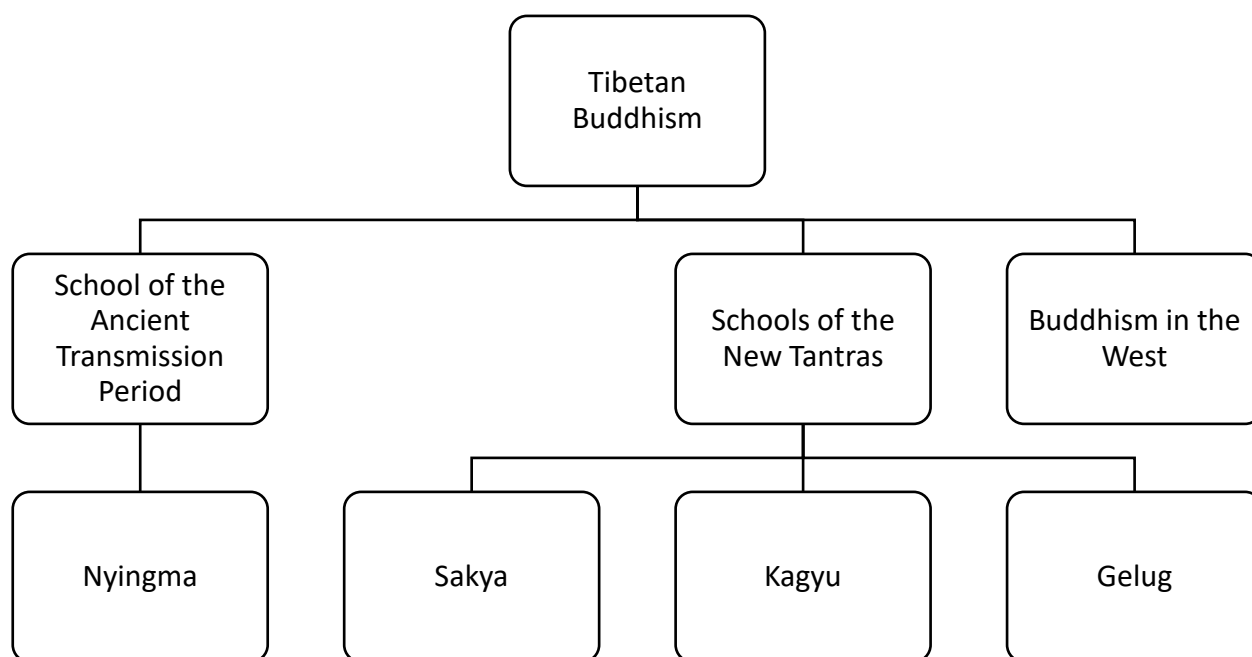 Tibetan
Buddhism
School of the
Ancient
Transmission
Period
Schools of the
New Tantras
Buddhism in the
West
Nyingma
Sakya
Kagyu
Gelug